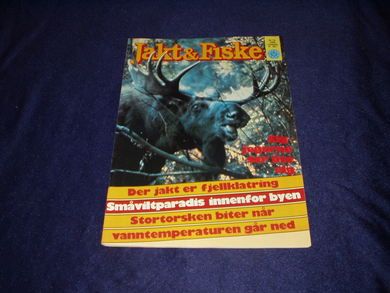 Jakt & Fiske
Der jakt er fjellklatring
Småviltparadis innenfor byen
Stortorsken biter når
vanntemperaturen går ned